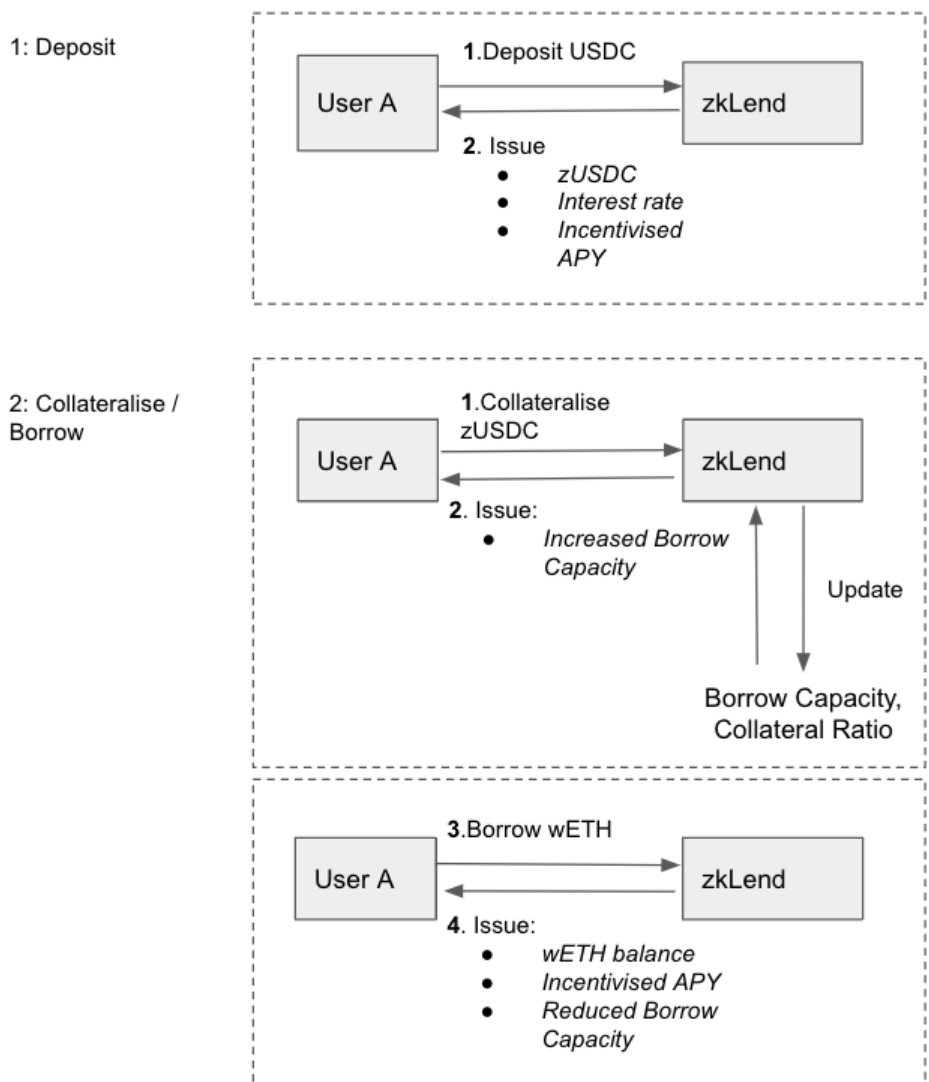 1: Deposit
1.Deposit USDC
User A
zkLend
2. Issue
● zUSDC
● Interest rate
● Incentivised
APY
2: Collateralise /
Borrow
1.Collateralise
zUSDC
User A
zkLend
2. Issue:
● Increased Borrow
Capacity
Update
Borrow Capacity,
Collateral Ratio
3.Borrow wETH
User A
zkLend
4. Issue:
● wETH balance
● Incentivised APY
● Reduced Borrow
Capacity